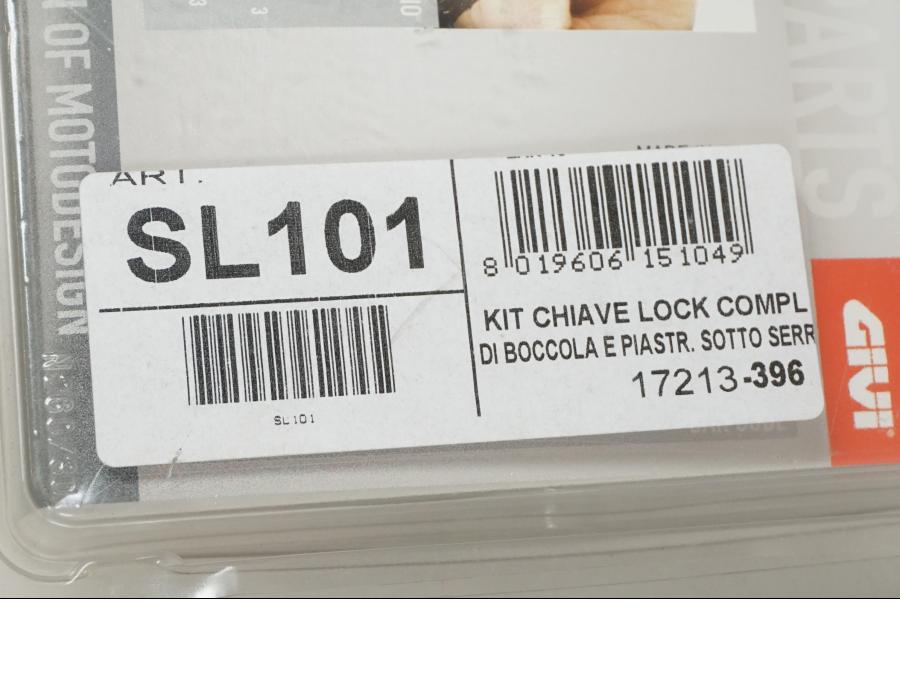 PARTS
OF MOTODESIGN
ART.
SL101
SL101
8 019606 151049
KIT CHIAVE LOCK COMPL
DI BOCCOLA E PIASTR. SOTTO SERR
17213-396
GIVI